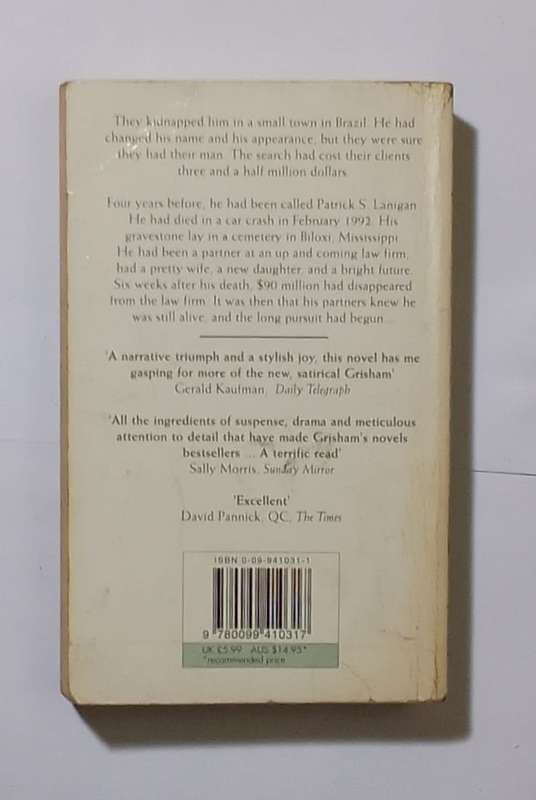 They kidnapped him in a small town in Brazil. He had
changed his name and his appearance, but they were sure
they had their man. The search had cost their clients
three and a half million dollars.
Four years before, he had been called Patrick S. Lanigan.
He had died in a car crash in February 1992. His
gravestone lay in a cemetery in Biloxi, Mississippi.
He had been a partner at an up and coming law firm,
had a pretty wife, a new daughter, and a bright future.
Six weeks after his death, $90 million had disappeared
from the law firm. It was then that his partners knew he
was still alive, and the long pursuit had begun...
'A narrative triumph and a stylish joy, this novel has me
gasping for more of the new, satirical Grisham'
Gerald Kaufman, Daily Telegraph
'All the ingredients of suspense, drama and meticulous
attention to detail that have made Grisham's novels
bestsellers ... A terrific read'
Sally Morris, Sunday Mirror
'Excellent'
David Pannick, QC, The Times
ISBN 0-09-941031-1
9 780099 410317
UK £5.99 AUS $14.95*
*recommended price